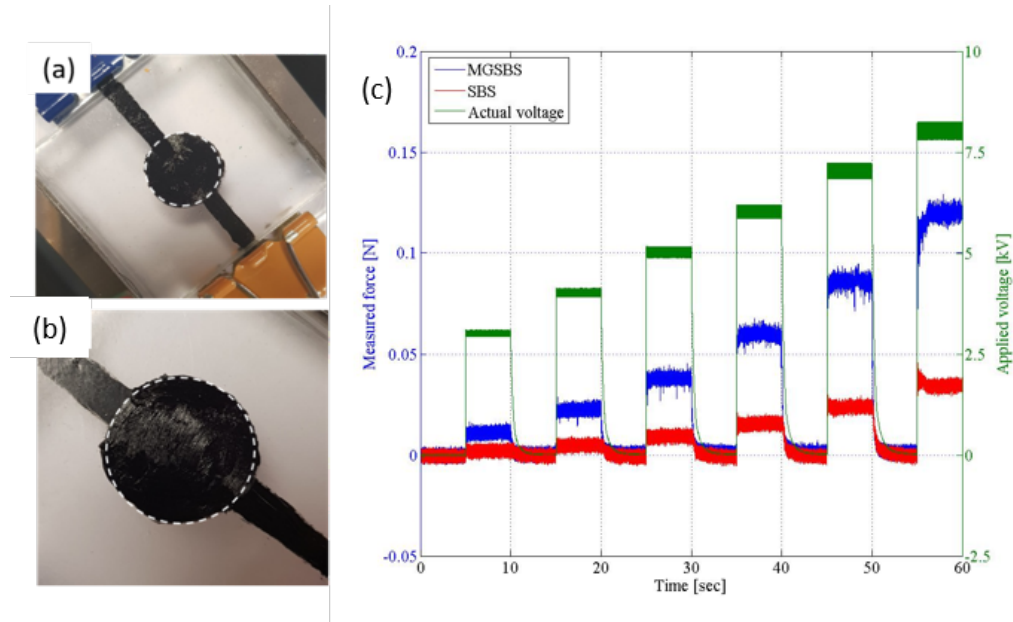 (a)
(b)
(c)
MGSBS
SBS
Actual voltage
0.2
0.15
0.1
0.05
0
-0.05
Measured force [N]
10
7.5
5
2.5
0
-2.5
Applied voltage [kV]
0
10
20
30
40
50
60
Time [sec]